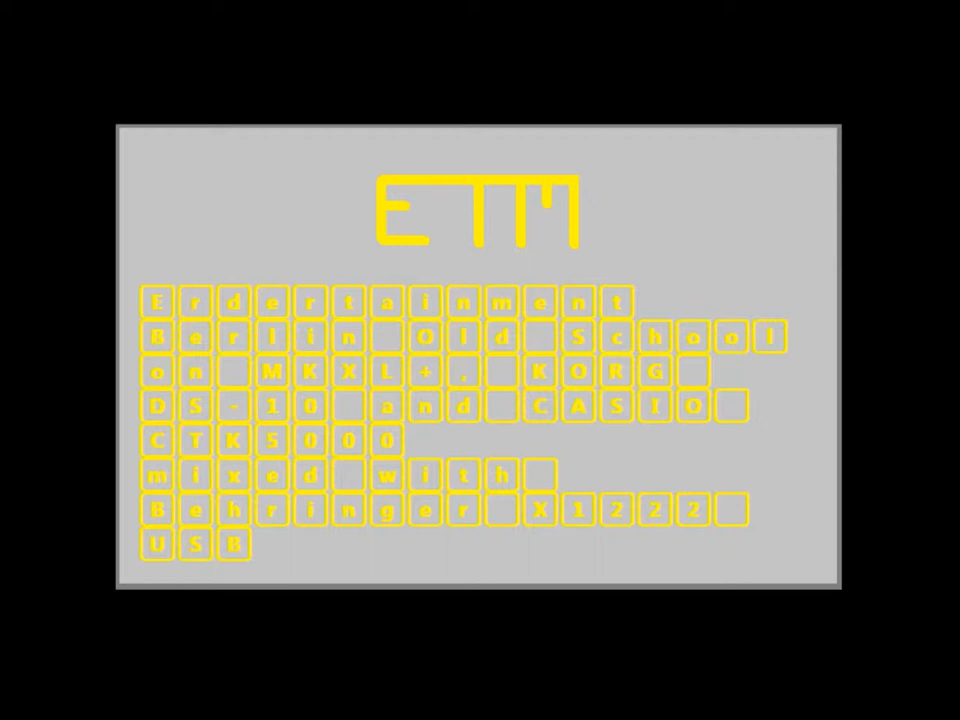 ETM
Erdertainment
Berlin Old School
on MKXL+, KORG
DS-10 and CASIO
CTK5000
mixed with
Behringer X1222
USB